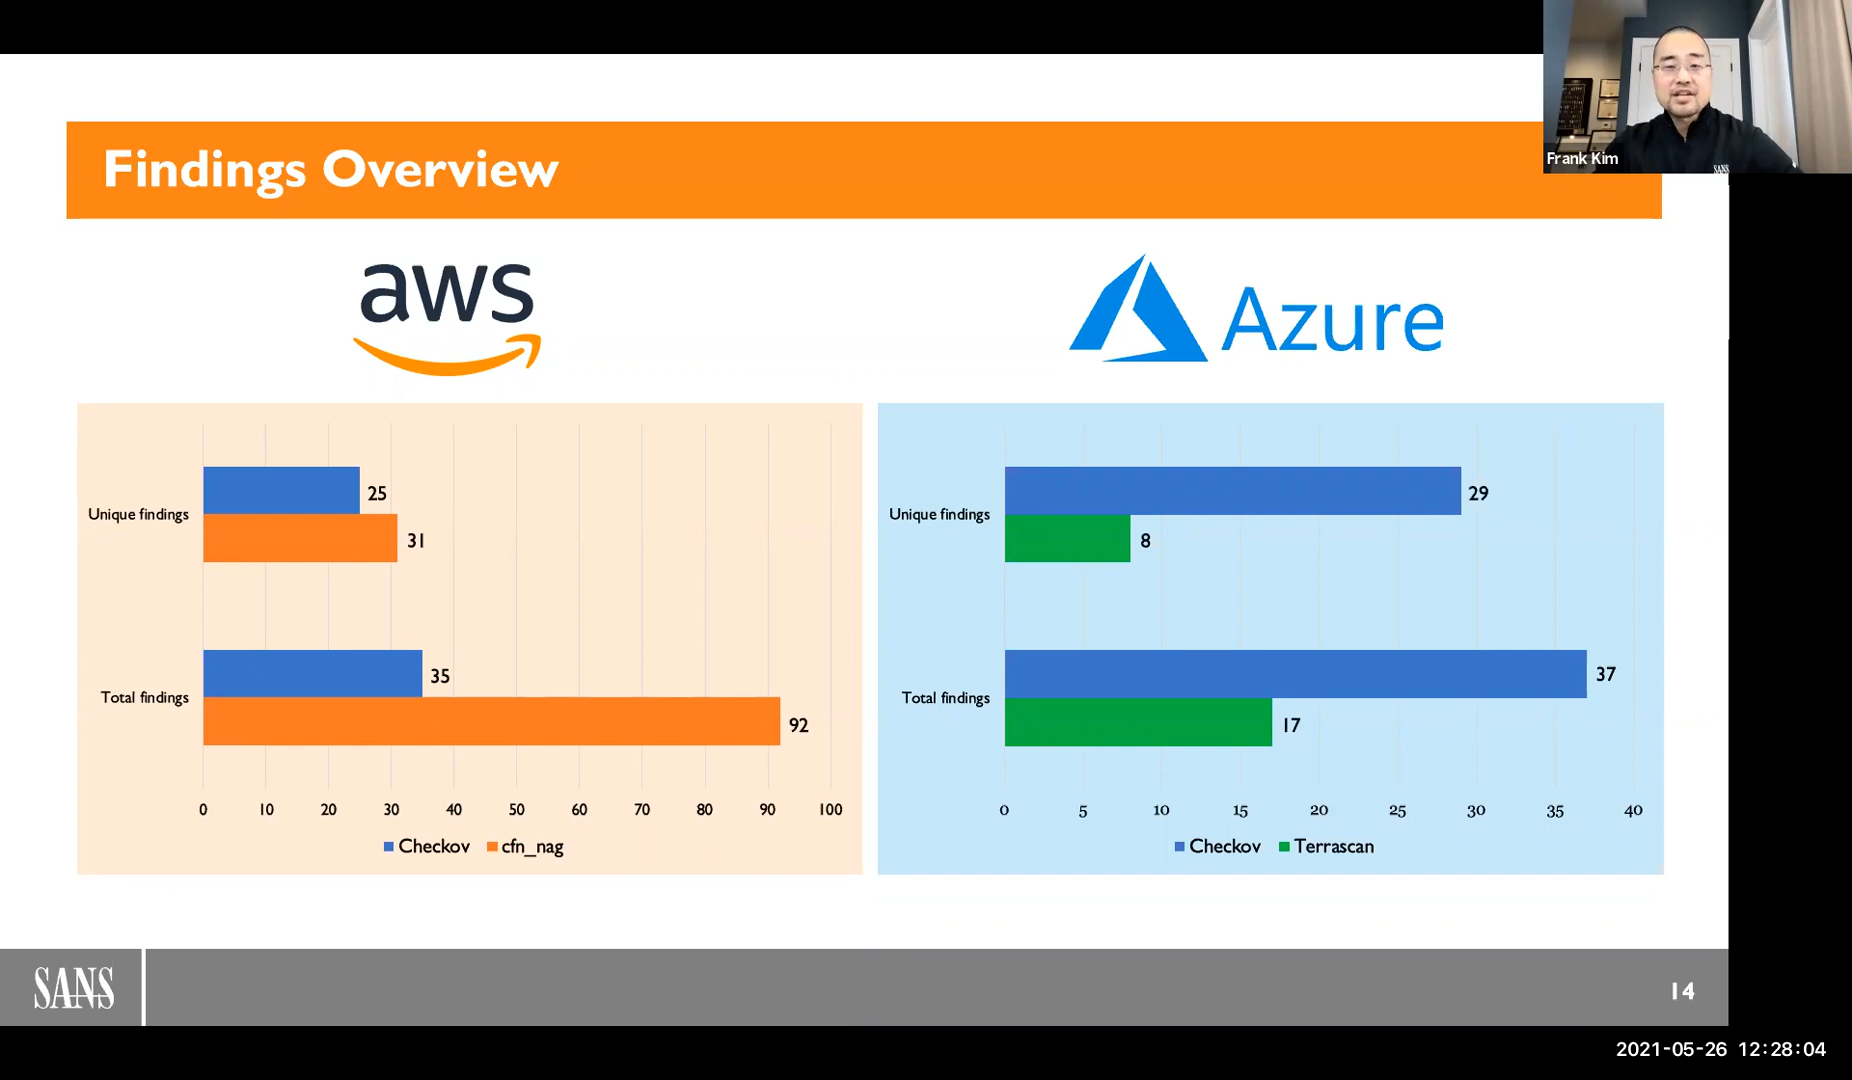 Frank Kim
SANS
Findings Overview
aws
Azure
Unique findings
25
31
Total findings
35
92
0 10 20 30 40 50 60 70 80 90 100
Checkov cfn_nag
Unique findings
29
8
Total findings
37
17
0 5 10 15 20 25 30 35 40
Checkov Terrascan
SANS
14
2021-05-26 12:28:04